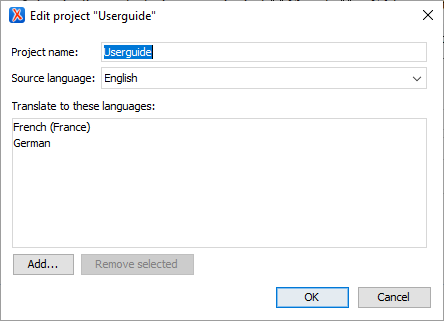 Edit project "Userguide"
Project name: Userguide
Source language: English
Translate to these languages:
French (France)
German
Add... Remove selected
OK Cancel